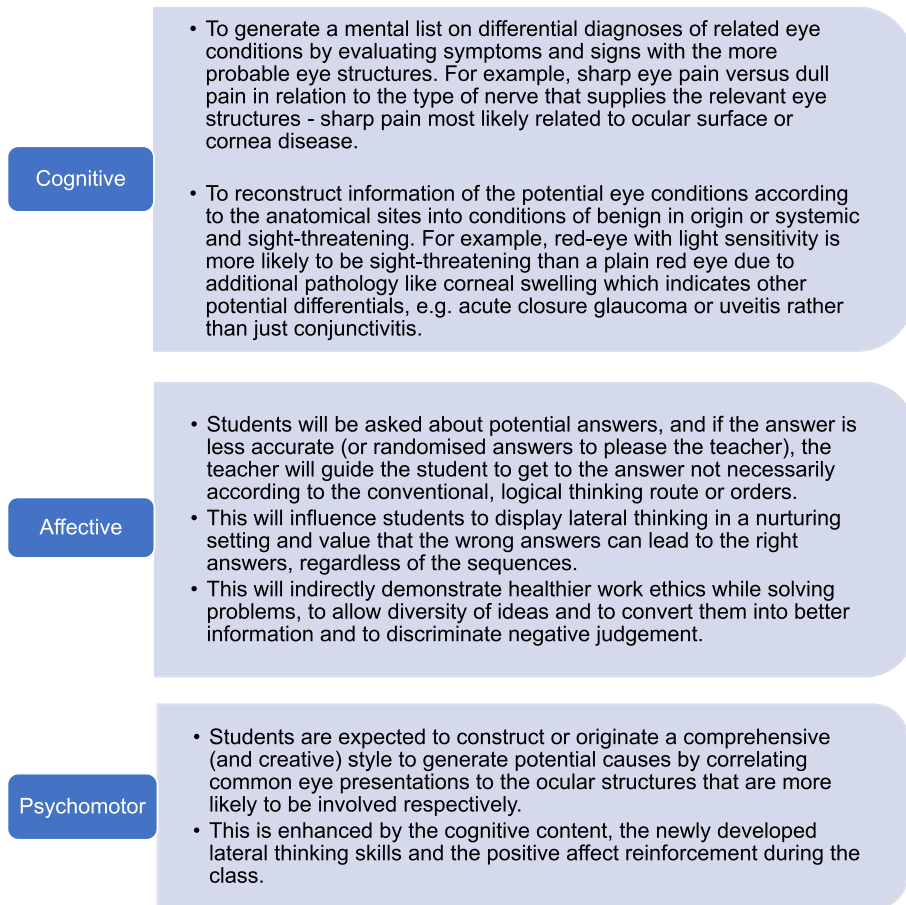 Cognitive
• To generate a mental list on differential diagnoses of related eye
conditions by evaluating symptoms and signs with the more
probable eye structures. For example, sharp eye pain versus dull
pain in relation to the type of nerve that supplies the relevant eye
structures - sharp pain most likely related to ocular surface or
cornea disease.
• To reconstruct information of the potential eye conditions according
to the anatomical sites into conditions of benign in origin or systemic
and sight-threatening. For example, red-eye with light sensitivity is
more likely to be sight-threatening than a plain red eye due to
additional pathology like corneal swelling which indicates other
potential differentials, e.g. acute closure glaucoma or uveitis rather
than just conjunctivitis.
Affective
• Students will be asked about potential answers, and if the answer is
less accurate (or randomised answers to please the teacher), the
teacher will guide the student to get to the answer not necessarily
according to the conventional, logical thinking route or orders.
• This will influence students to display lateral thinking in a nurturing
setting and value that the wrong answers can lead to the right
answers, regardless of the sequences.
• This will indirectly demonstrate healthier work ethics while solving
problems, to allow diversity of ideas and to convert them into better
information and to discriminate negative judgement.
Psychomotor
• Students are expected to construct or originate a comprehensive
(and creative) style to generate potential causes by correlating
common eye presentations to the ocular structures that are more
likely to be involved respectively.
• This is enhanced by the cognitive content, the newly developed
lateral thinking skills and the positive affect reinforcement during the
class.